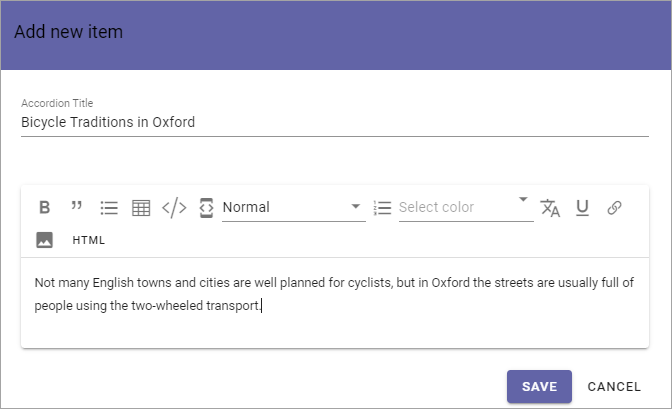 Add new item
Accordion Title
Bicycle Traditions in Oxford
Normal
Select color
HTML
Not many English towns and cities are well planned for cyclists, but in Oxford the streets are usually full of
people using the two-wheeled transport.
SAVE CANCEL